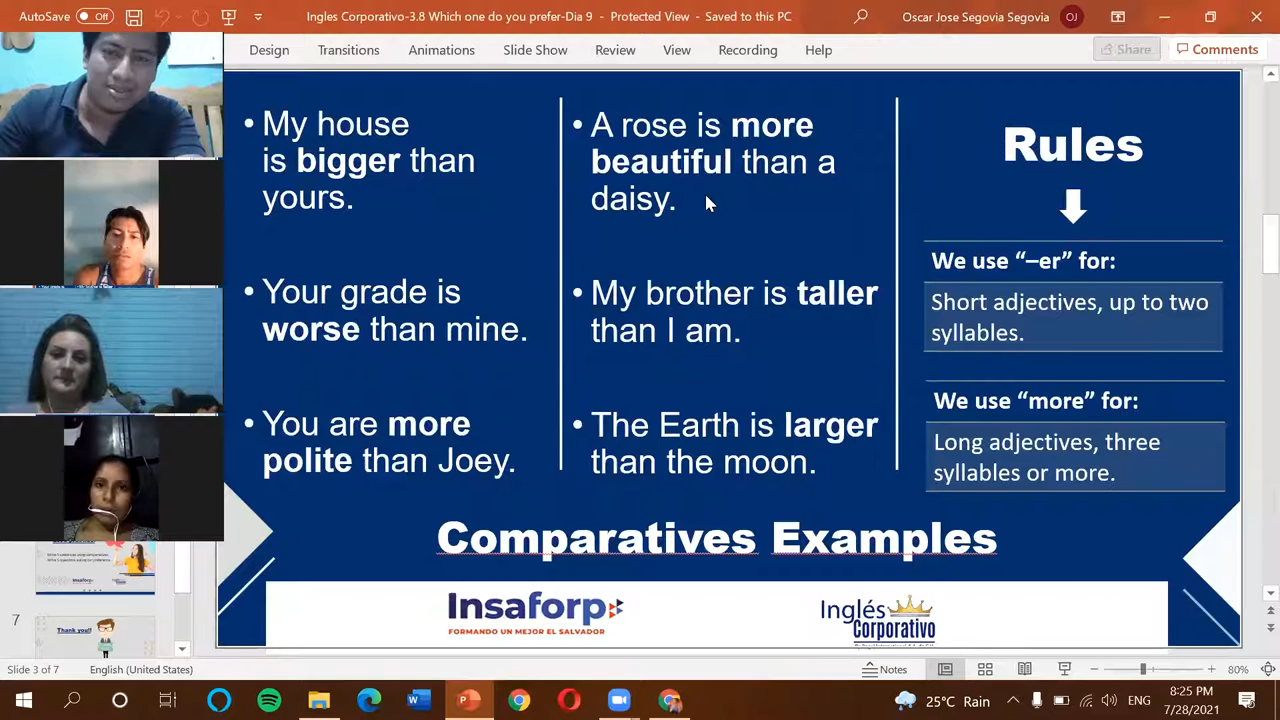 AutoSave Off
Ingles Corporativo-3.8 Which one do you prefer-Dia 9 - Protected View - Saved to this PC
Oscar Jose Segovia Segovia OJ
Design Transitions Animations Slide Show Review View Recording Help
Share Comments
• My house
is bigger than
yours.
• Your grade is
worse than mine.
• You are more
polite than Joey.
• A rose is more
beautiful than a
daisy.
• My brother is taller
than I am.
• The Earth is larger
than the moon.
Rules
We use “–er” for:
Short adjectives, up to two
syllables.
We use “more” for:
Long adjectives, three
syllables or more.
Comparatives Examples
Insaforp
FORMANDO UN MEJOR EL SALVADOR
Inglés
Corporativo
7
Thank you!!
Slide 3 of 7 English (United States)
Notes
80%
25°C Rain
ENG
8:25 PM
7/28/2021